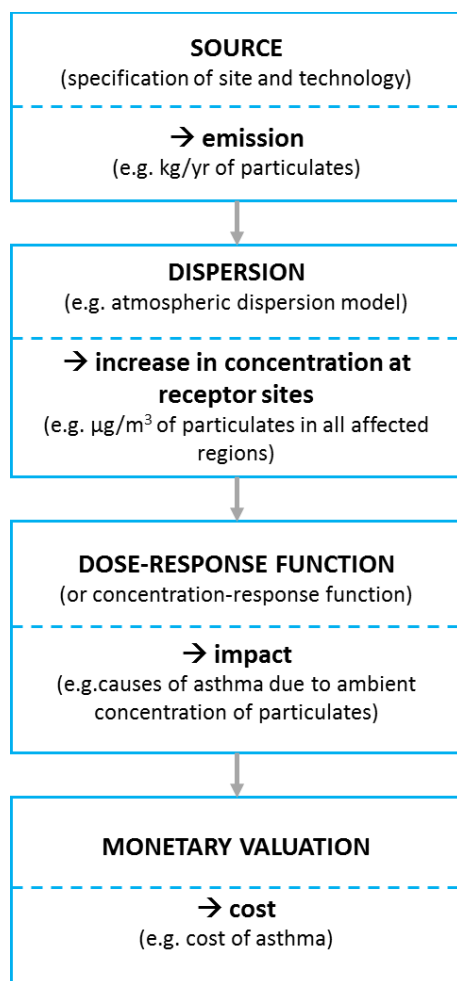 SOURCE
(specification of site and technology)
→ emission
(e.g. kg/yr of particulates)
DISPERSION
(e.g. atmospheric dispersion model)
→ increase in concentration at
receptor sites
(e.g. µg/m³ of particulates in all affected
regions)
DOSE-RESPONSE FUNCTION
(or concentration-response function)
→ impact
(e.g.causes of asthma due to ambient
concentration of particulates)
MONETARY VALUATION
→ cost
(e.g. cost of asthma)